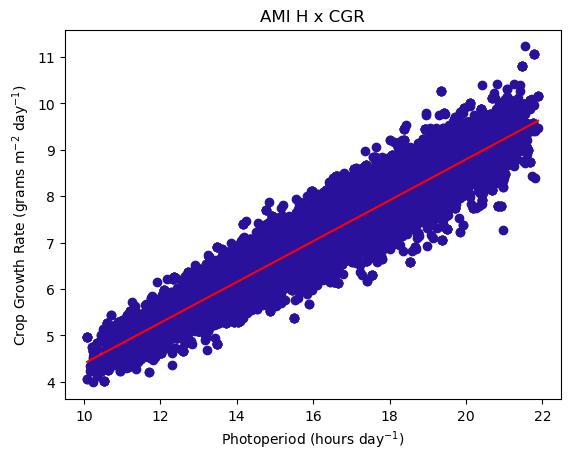 AMI H x CGR
11
10
9
8
7
6
5
4
Crop Growth Rate (grams m⁻² day⁻¹)
10 12 14 16 18 20 22
Photoperiod (hours day⁻¹)